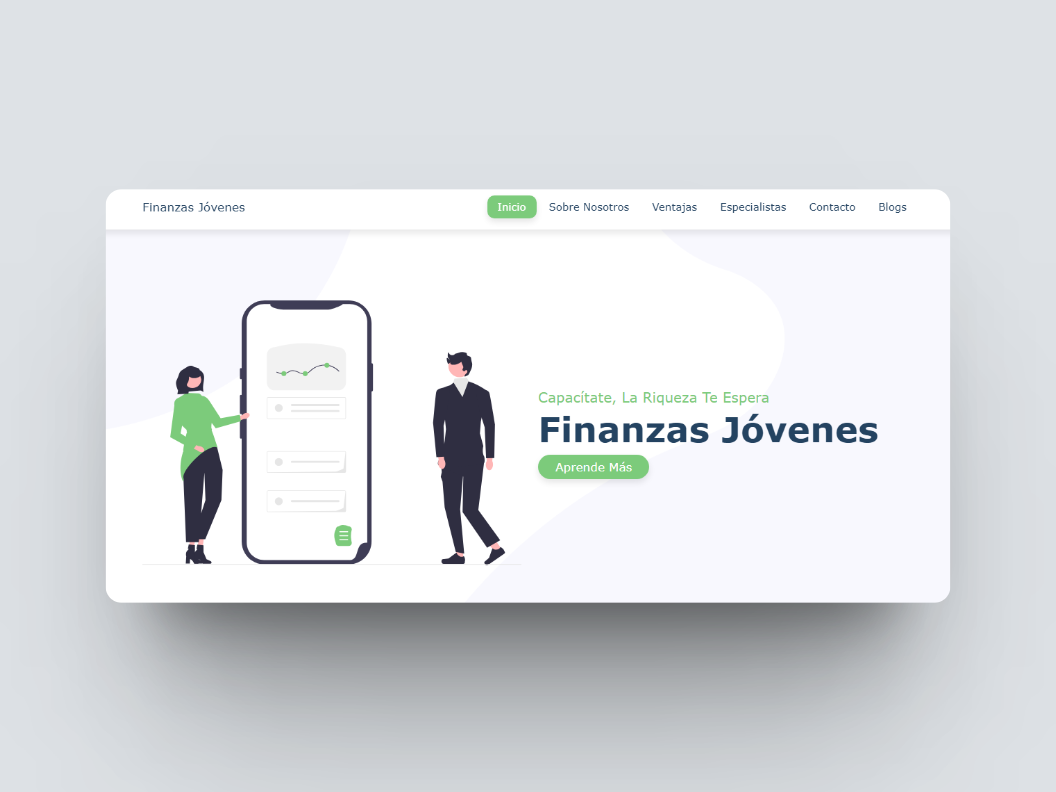 Finanzas Jóvenes
Inicio Sobre Nosotros Ventajas Especialistas Contacto Blogs
Capacítate, La Riqueza Te Espera
Finanzas Jóvenes
Aprende Más